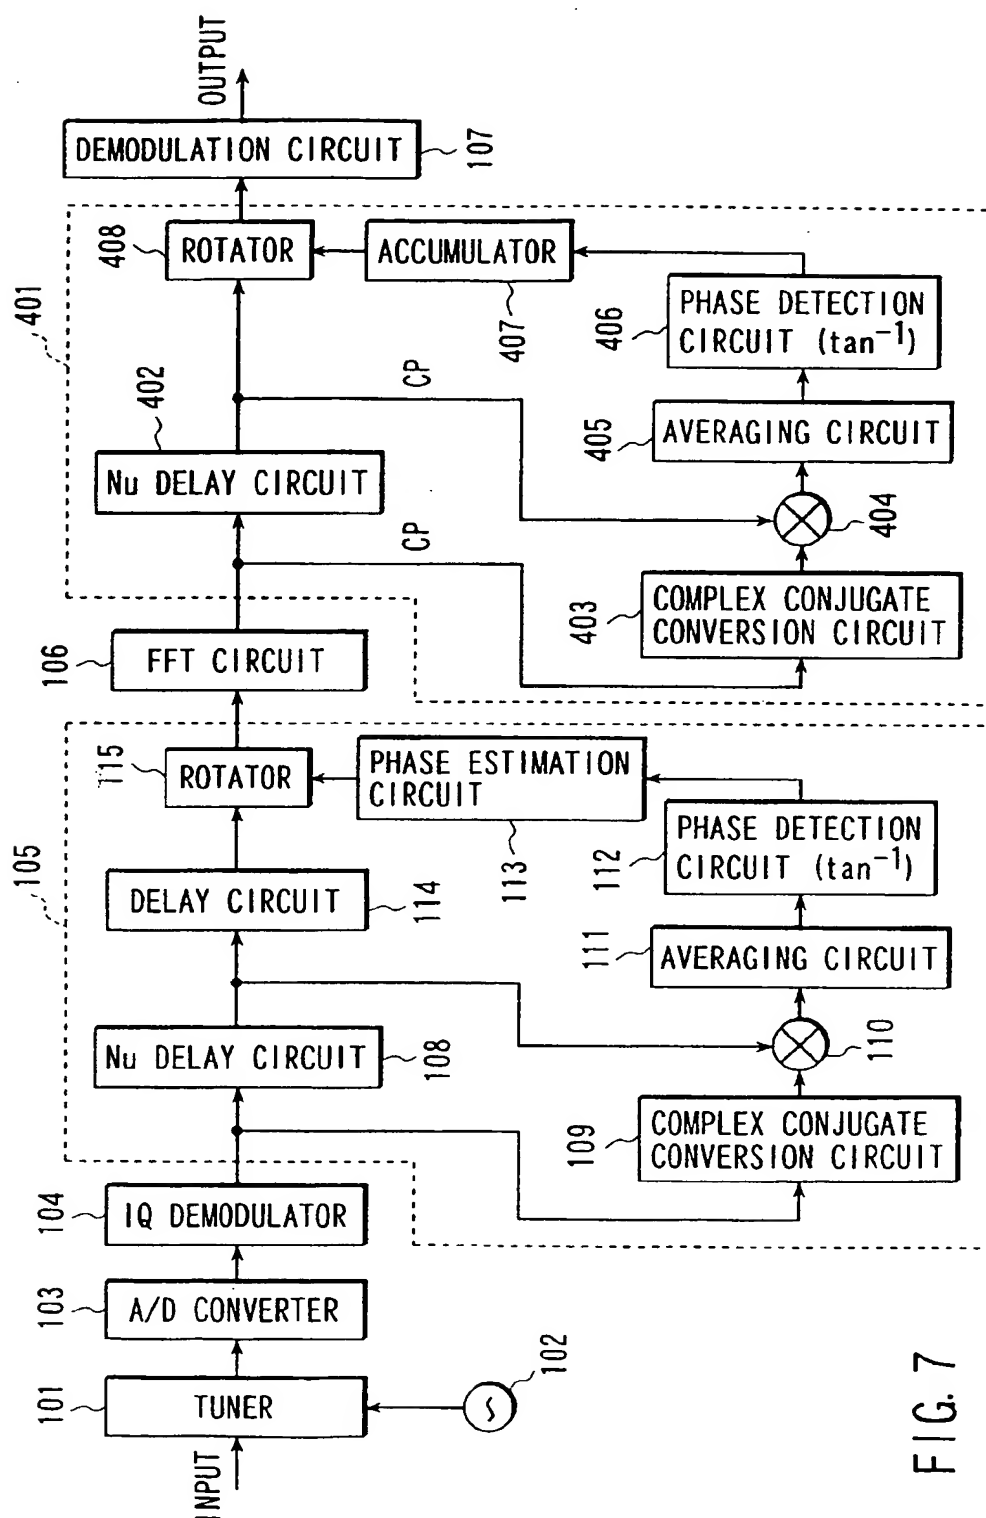 INPUT
101
TUNER
102
103
A/D CONVERTER
104
IQ DEMODULATOR
105
Nu DELAY CIRCUIT
108
109
COMPLEX CONJUGATE
CONVERSION CIRCUIT
110
111
AVERAGING CIRCUIT
112
PHASE DETECTION
CIRCUIT (tan⁻¹)
113
PHASE ESTIMATION
CIRCUIT
DELAY CIRCUIT
114
115
ROTATOR
106
FFT CIRCUIT
401
402
Nu DELAY CIRCUIT
CP
CP
403
COMPLEX CONJUGATE
CONVERSION CIRCUIT
404
405
AVERAGING CIRCUIT
406
PHASE DETECTION
CIRCUIT (tan⁻¹)
ACCUMULATOR
407
408
ROTATOR
DEMODULATION CIRCUIT
107
OUTPUT
FIG. 7